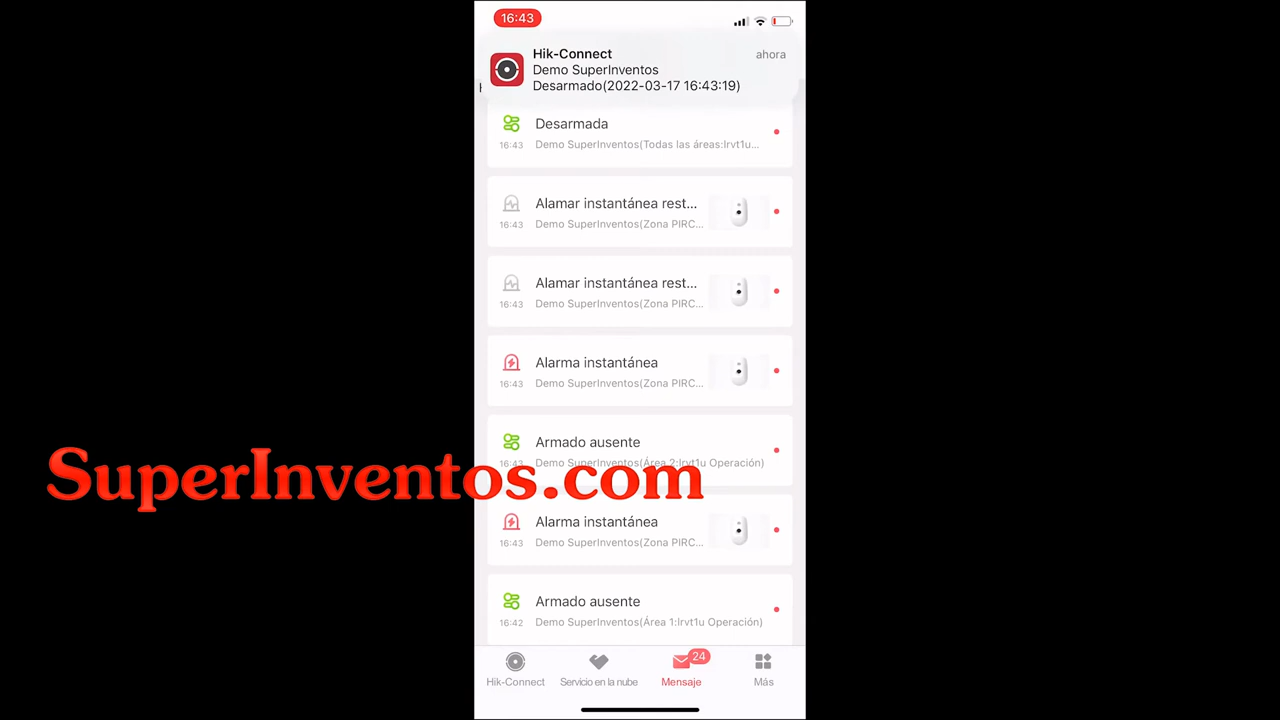 16:43
Hik-Connect
ahora
Demo SuperInventos
Desarmado(2022-03-17 16:43:19)
Desarmada
16:43
Demo SuperInventos(Todas las áreas:lrvt1u...
Alamar instantánea rest...
16:43
Demo SuperInventos(Zona PIRC...
Alamar instantánea rest...
16:43
Demo SuperInventos(Zona PIRC...
Alarma instantánea
16:43
Demo SuperInventos(Zona PIRC...
Armado ausente
16:43
Demo SuperInventos(Área 2:lrvt1u Operación)
SuperInventos.com
Alarma instantánea
16:43
Demo SuperInventos(Zona PIRC...
Armado ausente
16:42
Demo SuperInventos(Área 1:lrvt1u Operación)
24
Hik-Connect
Servicio en la nube
Mensaje
Más